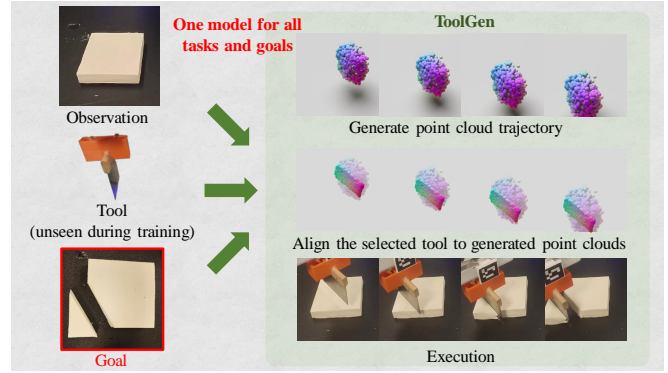 One model for all
tasks and goals
ToolGen
Observation
Generate point cloud trajectory
Tool
(unseen during training)
Align the selected tool to generated point clouds
Goal
Execution